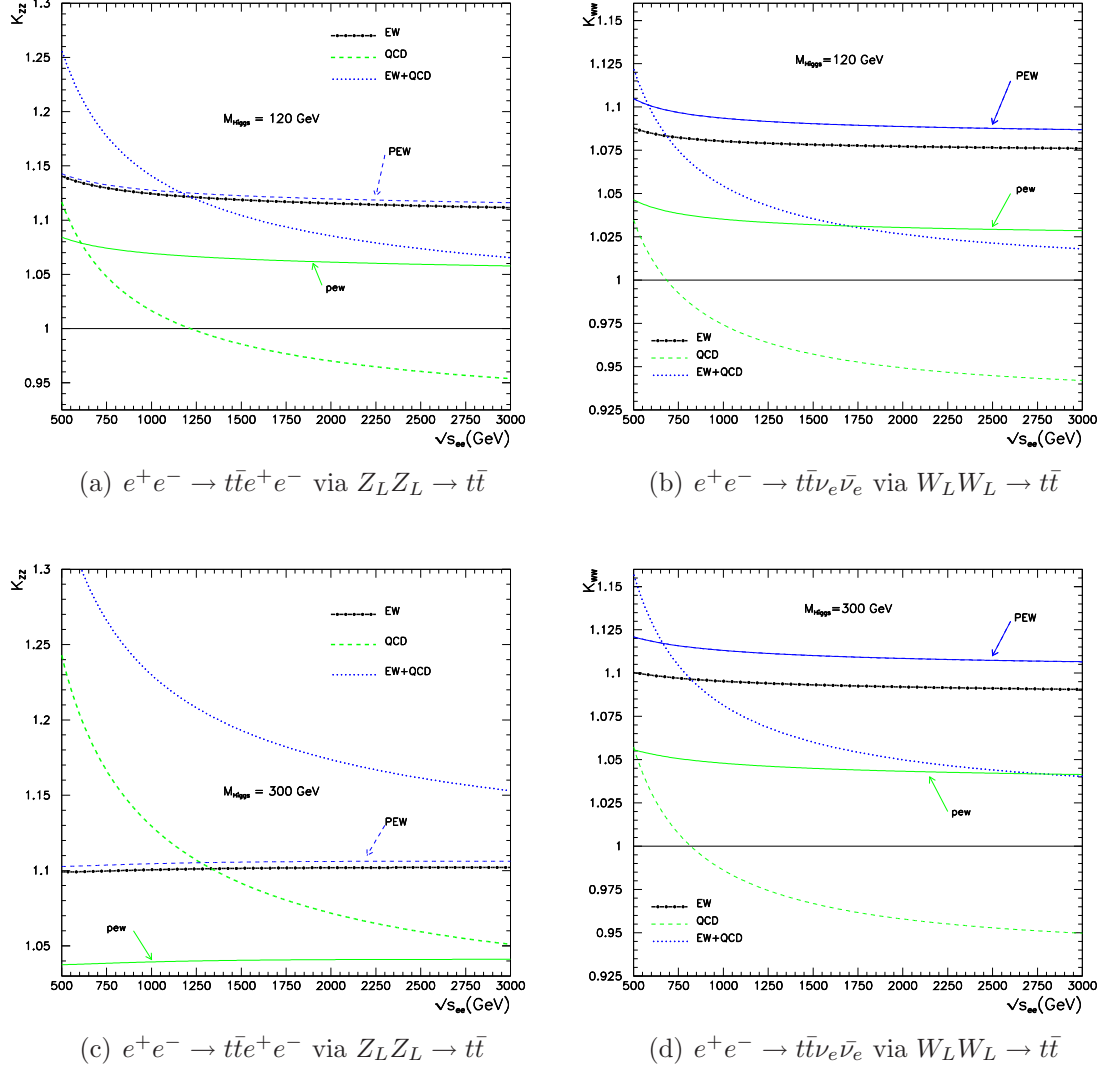 K_ZZ
1.3
1.25
1.2
1.15
1.1
1.05
1
0.95
EW
QCD
EW+QCD
M_Higgs = 120 GeV
PEW
pew
500 750 1000 1250 1500 1750 2000 2250 2500 2750 3000
√s_ee(GeV)
(a) e⁺e⁻ → tt̄e⁺e⁻ via Z_LZ_L → tt̄
K_WW
1.16
1.125
1.1
1.075
1.05
1.025
1
0.975
0.95
0.925
M_Higgs=120 GeV
PEW
pew
EW
QCD
EW+QCD
500 750 1000 1250 1500 1750 2000 2250 2500 2750 3000
√s_ee(GeV)
(b) e⁺e⁻ → tt̄ν_eν̄_e via W_LW_L → tt̄
K_ZZ
1.3
1.25
1.2
1.15
1.1
1.05
EW
QCD
EW+QCD
M_Higgs = 300 GeV
PEW
pew
500 750 1000 1250 1500 1750 2000 2250 2500 2750 3000
√s_ee(GeV)
(c) e⁺e⁻ → tt̄e⁺e⁻ via Z_LZ_L → tt̄
K_WW
1.16
1.125
1.1
1.075
1.05
1.025
1
0.975
0.95
0.925
M_Higgs=300 GeV
PEW
pew
EW
QCD
EW+QCD
500 750 1000 1250 1500 1750 2000 2250 2500 2750 3000
√s_ee(GeV)
(d) e⁺e⁻ → tt̄ν_eν̄_e via W_LW_L → tt̄